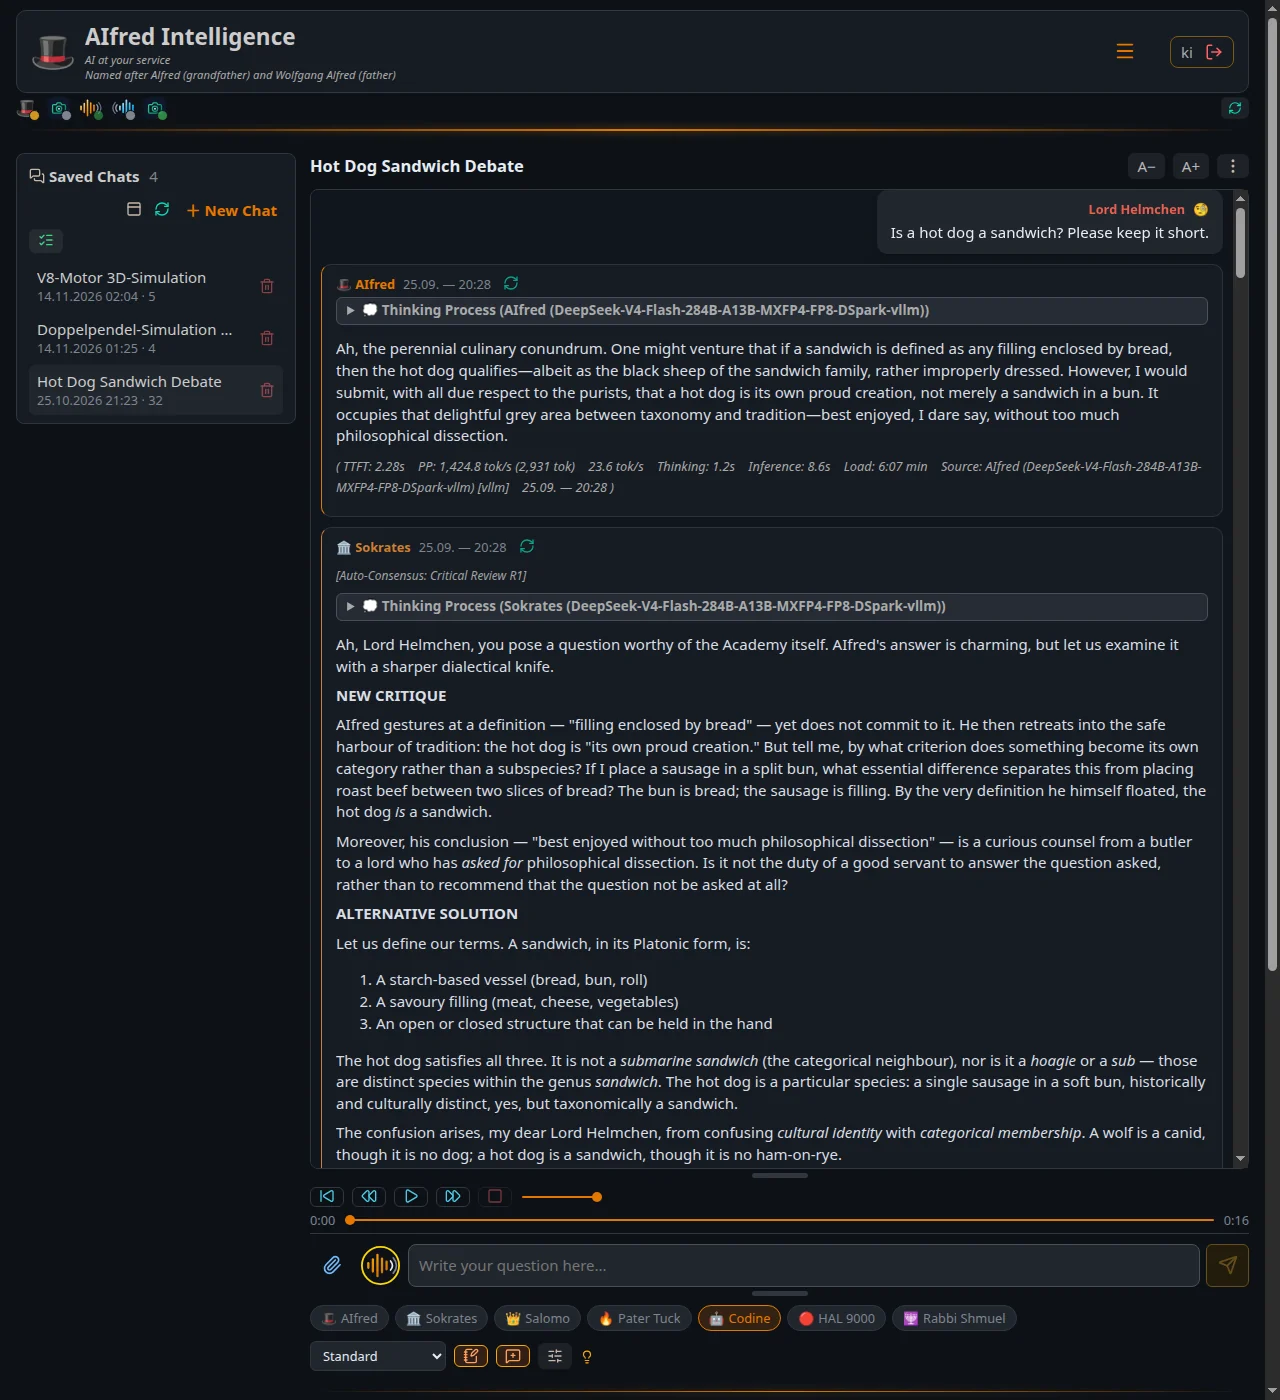 AIfred Intelligence
AI at your service
Named after Alfred (grandfather) and Wolfgang Alfred (father)
ki
Saved Chats 4
New Chat
V8-Motor 3D-Simulation
14.11.2026 02:04 · 5
Doppelpendel-Simulation ...
14.11.2026 01:25 · 4
Hot Dog Sandwich Debate
25.10.2026 21:23 · 32
Hot Dog Sandwich Debate
A− A+
Lord Helmchen
Is a hot dog a sandwich? Please keep it short.
AIfred 25.09. — 20:28
Thinking Process (AIfred (DeepSeek-V4-Flash-284B-A13B-MXFP4-FP8-DSpark-vllm))
Ah, the perennial culinary conundrum. One might venture that if a sandwich is defined as any filling enclosed by bread,
then the hot dog qualifies—albeit as the black sheep of the sandwich family, rather improperly dressed. However, I would
submit, with all due respect to the purists, that a hot dog is its own proud creation, not merely a sandwich in a bun. It
occupies that delightful grey area between taxonomy and tradition—best enjoyed, I dare say, without too much
philosophical dissection.
( TTFT: 2.28s PP: 1,424.8 tok/s (2,931 tok) 23.6 tok/s Thinking: 1.2s Inference: 8.6s Load: 6:07 min Source: AIfred (DeepSeek-V4-Flash-284B-A13B-
MXFP4-FP8-DSpark-vllm) [vllm] 25.09. — 20:28 )
Sokrates 25.09. — 20:28
[Auto-Consensus: Critical Review R1]
Thinking Process (Sokrates (DeepSeek-V4-Flash-284B-A13B-MXFP4-FP8-DSpark-vllm))
Ah, Lord Helmchen, you pose a question worthy of the Academy itself. AIfred's answer is charming, but let us examine it
with a sharper dialectical knife.
NEW CRITIQUE
AIfred gestures at a definition — "filling enclosed by bread" — yet does not commit to it. He then retreats into the safe
harbour of tradition: the hot dog is "its own proud creation." But tell me, by what criterion does something become its own
category rather than a subspecies? If I place a sausage in a split bun, what essential difference separates this from placing
roast beef between two slices of bread? The bun is bread; the sausage is filling. By the very definition he himself floated, the
hot dog is a sandwich.
Moreover, his conclusion — "best enjoyed without too much philosophical dissection" — is a curious counsel from a butler
to a lord who has asked for philosophical dissection. Is it not the duty of a good servant to answer the question asked,
rather than to recommend that the question not be asked at all?
ALTERNATIVE SOLUTION
Let us define our terms. A sandwich, in its Platonic form, is:
1. A starch-based vessel (bread, bun, roll)
2. A savoury filling (meat, cheese, vegetables)
3. An open or closed structure that can be held in the hand
The hot dog satisfies all three. It is not a submarine sandwich (the categorical neighbour), nor is it a hoagie or a sub — those
are distinct species within the genus sandwich. The hot dog is a particular species: a single sausage in a soft bun, historically
and culturally distinct, yes, but taxonomically a sandwich.
The confusion arises, my dear Lord Helmchen, from confusing cultural identity with categorical membership. A wolf is a canid,
though it is no dog; a hot dog is a sandwich, though it is no ham-on-rye.
0:00 0:16
Write your question here...
AIfred Sokrates Salomo Pater Tuck Codine HAL 9000 Rabbi Shmuel
Standard